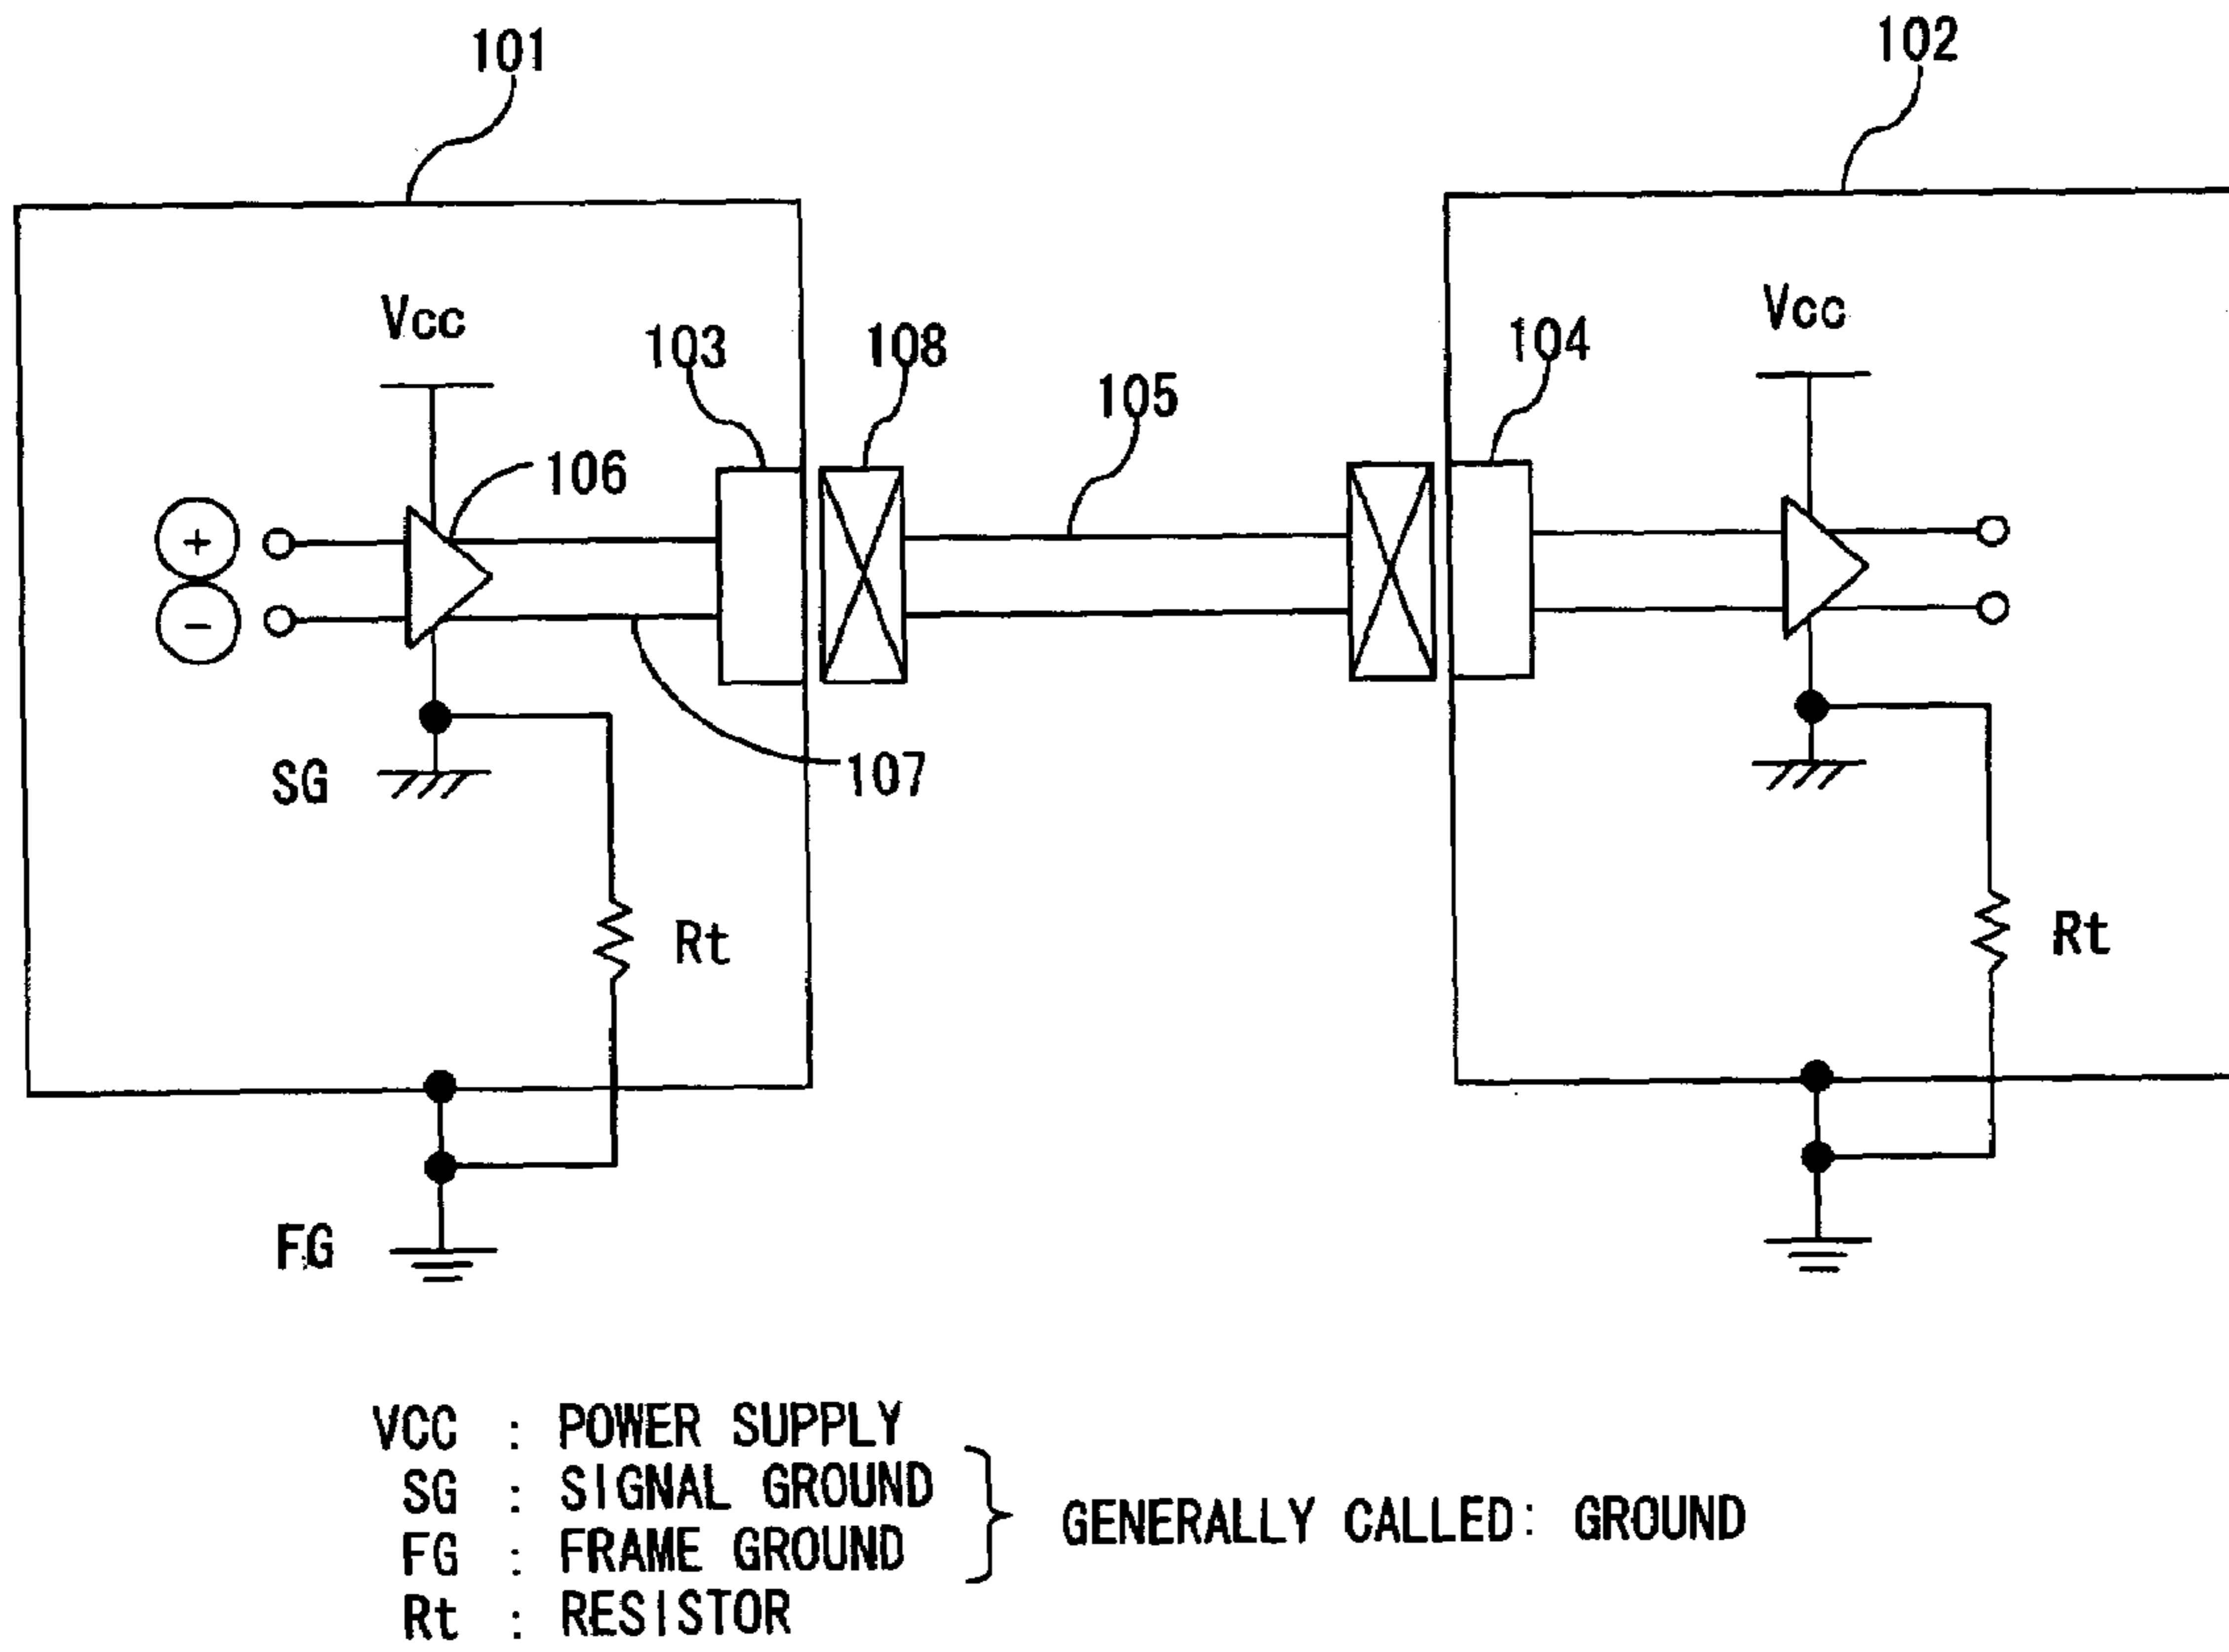 101
102
Vcc
Vcc
103
108
104
105
106
+
-
SG
107
Rt
Rt
FG
VCC : POWER SUPPLY
SG : SIGNAL GROUND
FG : FRAME GROUND
GENERALLY CALLED: GROUND
Rt : RESISTOR